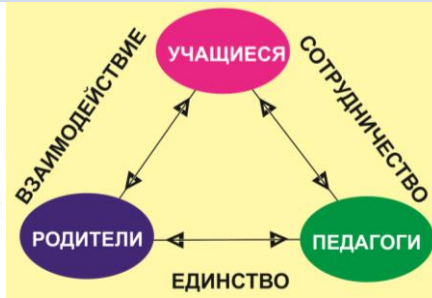 УЧАЩИЕСЯ
ВЗАИМОДЕЙСТВИЕ
СОТРУДНИЧЕСТВО
РОДИТЕЛИ
ПЕДАГОГИ
ЕДИНСТВО